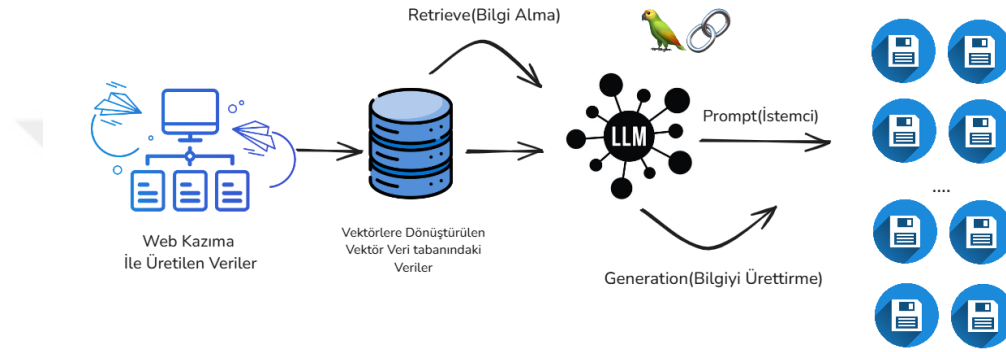 Retrieve(Bilgi Alma)
LLM
Prompt(İstemci)
....
Web Kazıma
İle Üretilen Veriler
Vektörlere Dönüştürülen
Vektör Veri tabanındaki
Veriler
Generation(Bilgiyi Ürettirme)